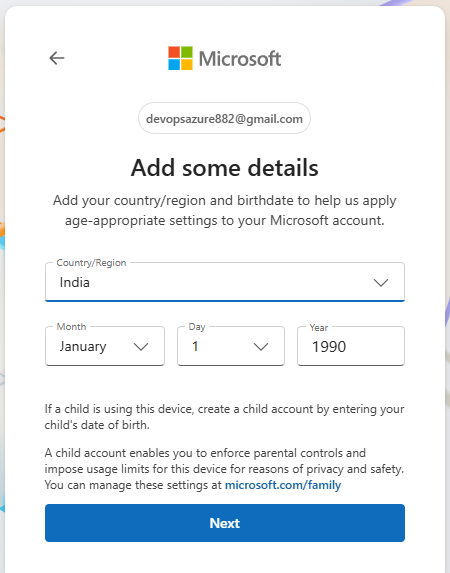 Microsoft
devopsazure882@gmail.com
Add some details
Add your country/region and birthdate to help us apply
age-appropriate settings to your Microsoft account.
Country/Region
India
Month
Day
Year
January
1
1990
If a child is using this device, create a child account by entering your
child's date of birth.
A child account enables you to enforce parental controls and
impose usage limits for this device for reasons of privacy and safety.
You can manage these settings at microsoft.com/family
Next